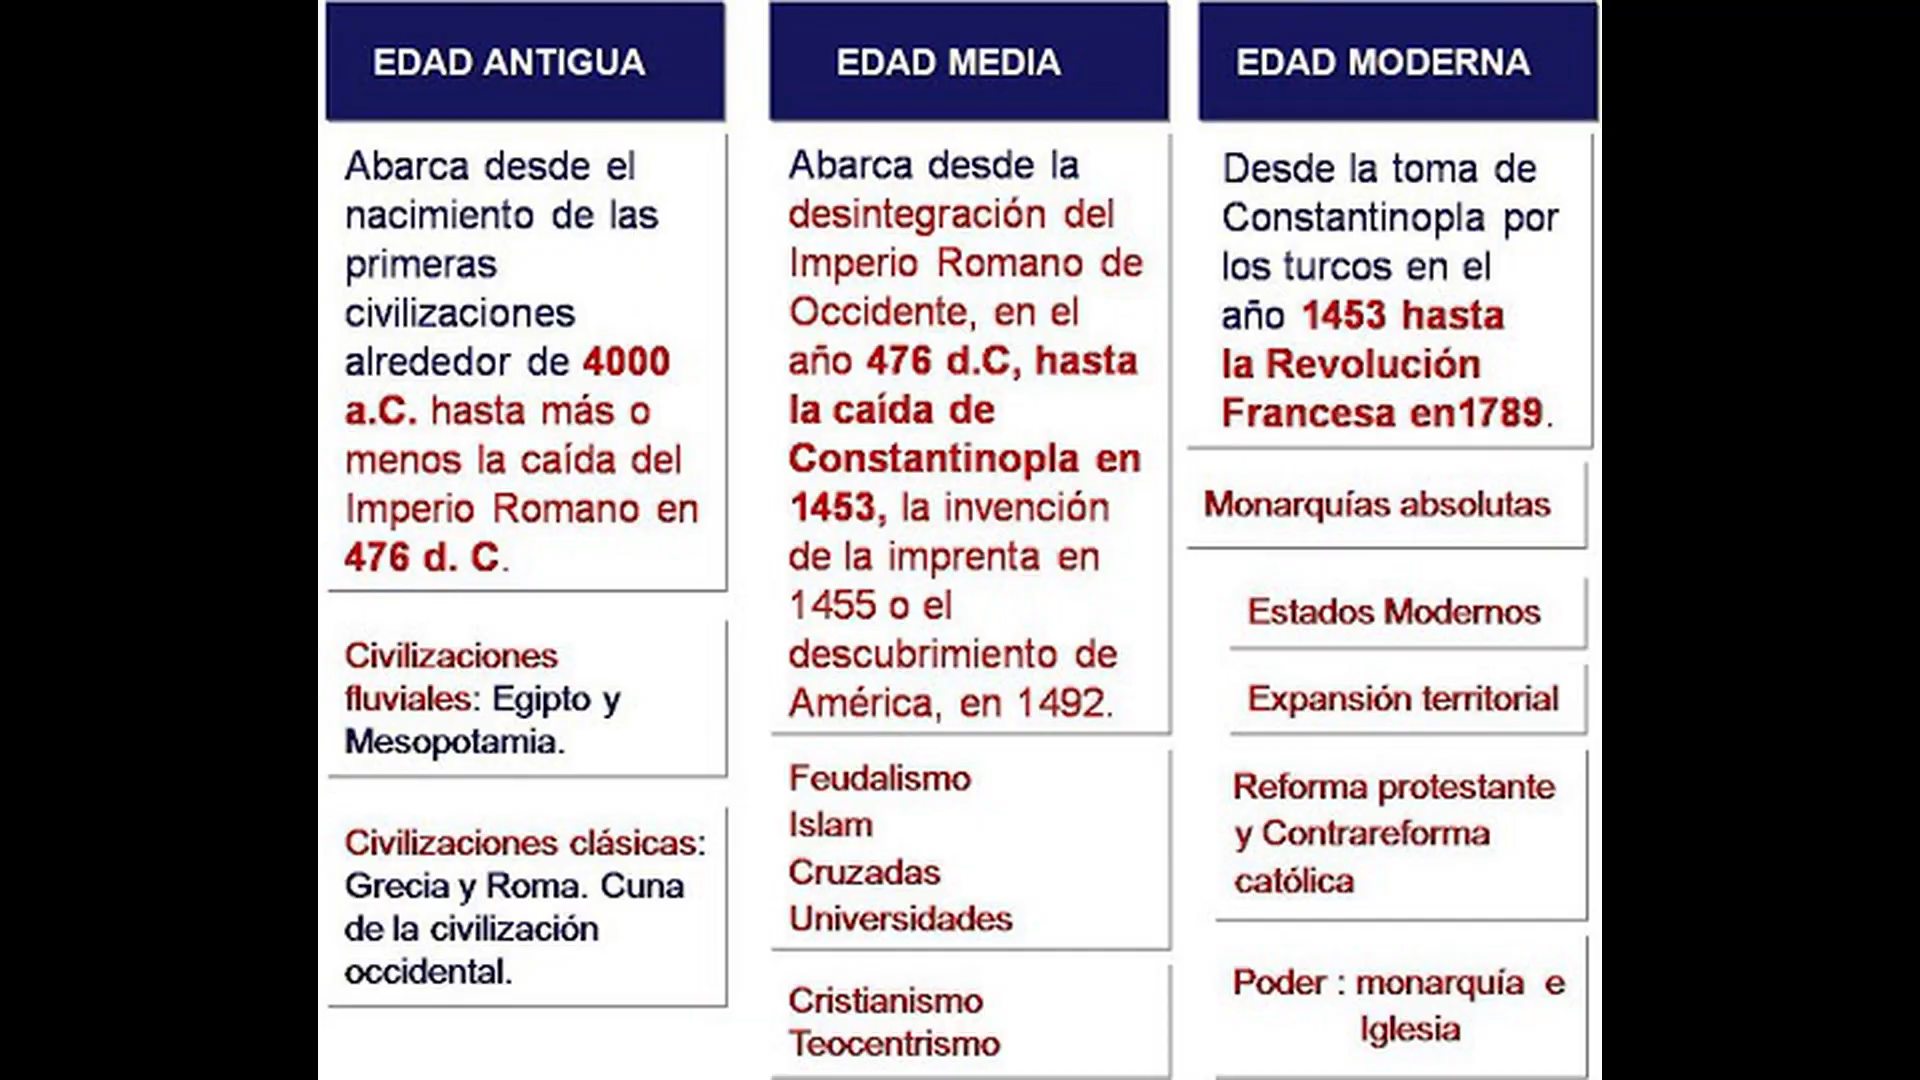 EDAD ANTIGUA
Abarca desde el
nacimiento de las
primeras
civilizaciones
alrededor de 4000
a.C. hasta más o
menos la caída del
Imperio Romano en
476 d. C.
Civilizaciones
fluviales: Egipto y
Mesopotamia.
Civilizaciones clásicas:
Grecia y Roma. Cuna
de la civilización
occidental.
EDAD MEDIA
Abarca desde la
desintegración del
Imperio Romano de
Occidente, en el
año 476 d.C, hasta
la caída de
Constantinopla en
1453, la invención
de la imprenta en
1455 o el
descubrimiento de
América, en 1492.
Feudalismo
Islam
Cruzadas
Universidades
Cristianismo
Teocentrismo
EDAD MODERNA
Desde la toma de
Constantinopla por
los turcos en el
año 1453 hasta
la Revolución
Francesa en1789.
Monarquías absolutas
Estados Modernos
Expansión territorial
Reforma protestante
y Contrareforma
católica
Poder : monarquía e
Iglesia